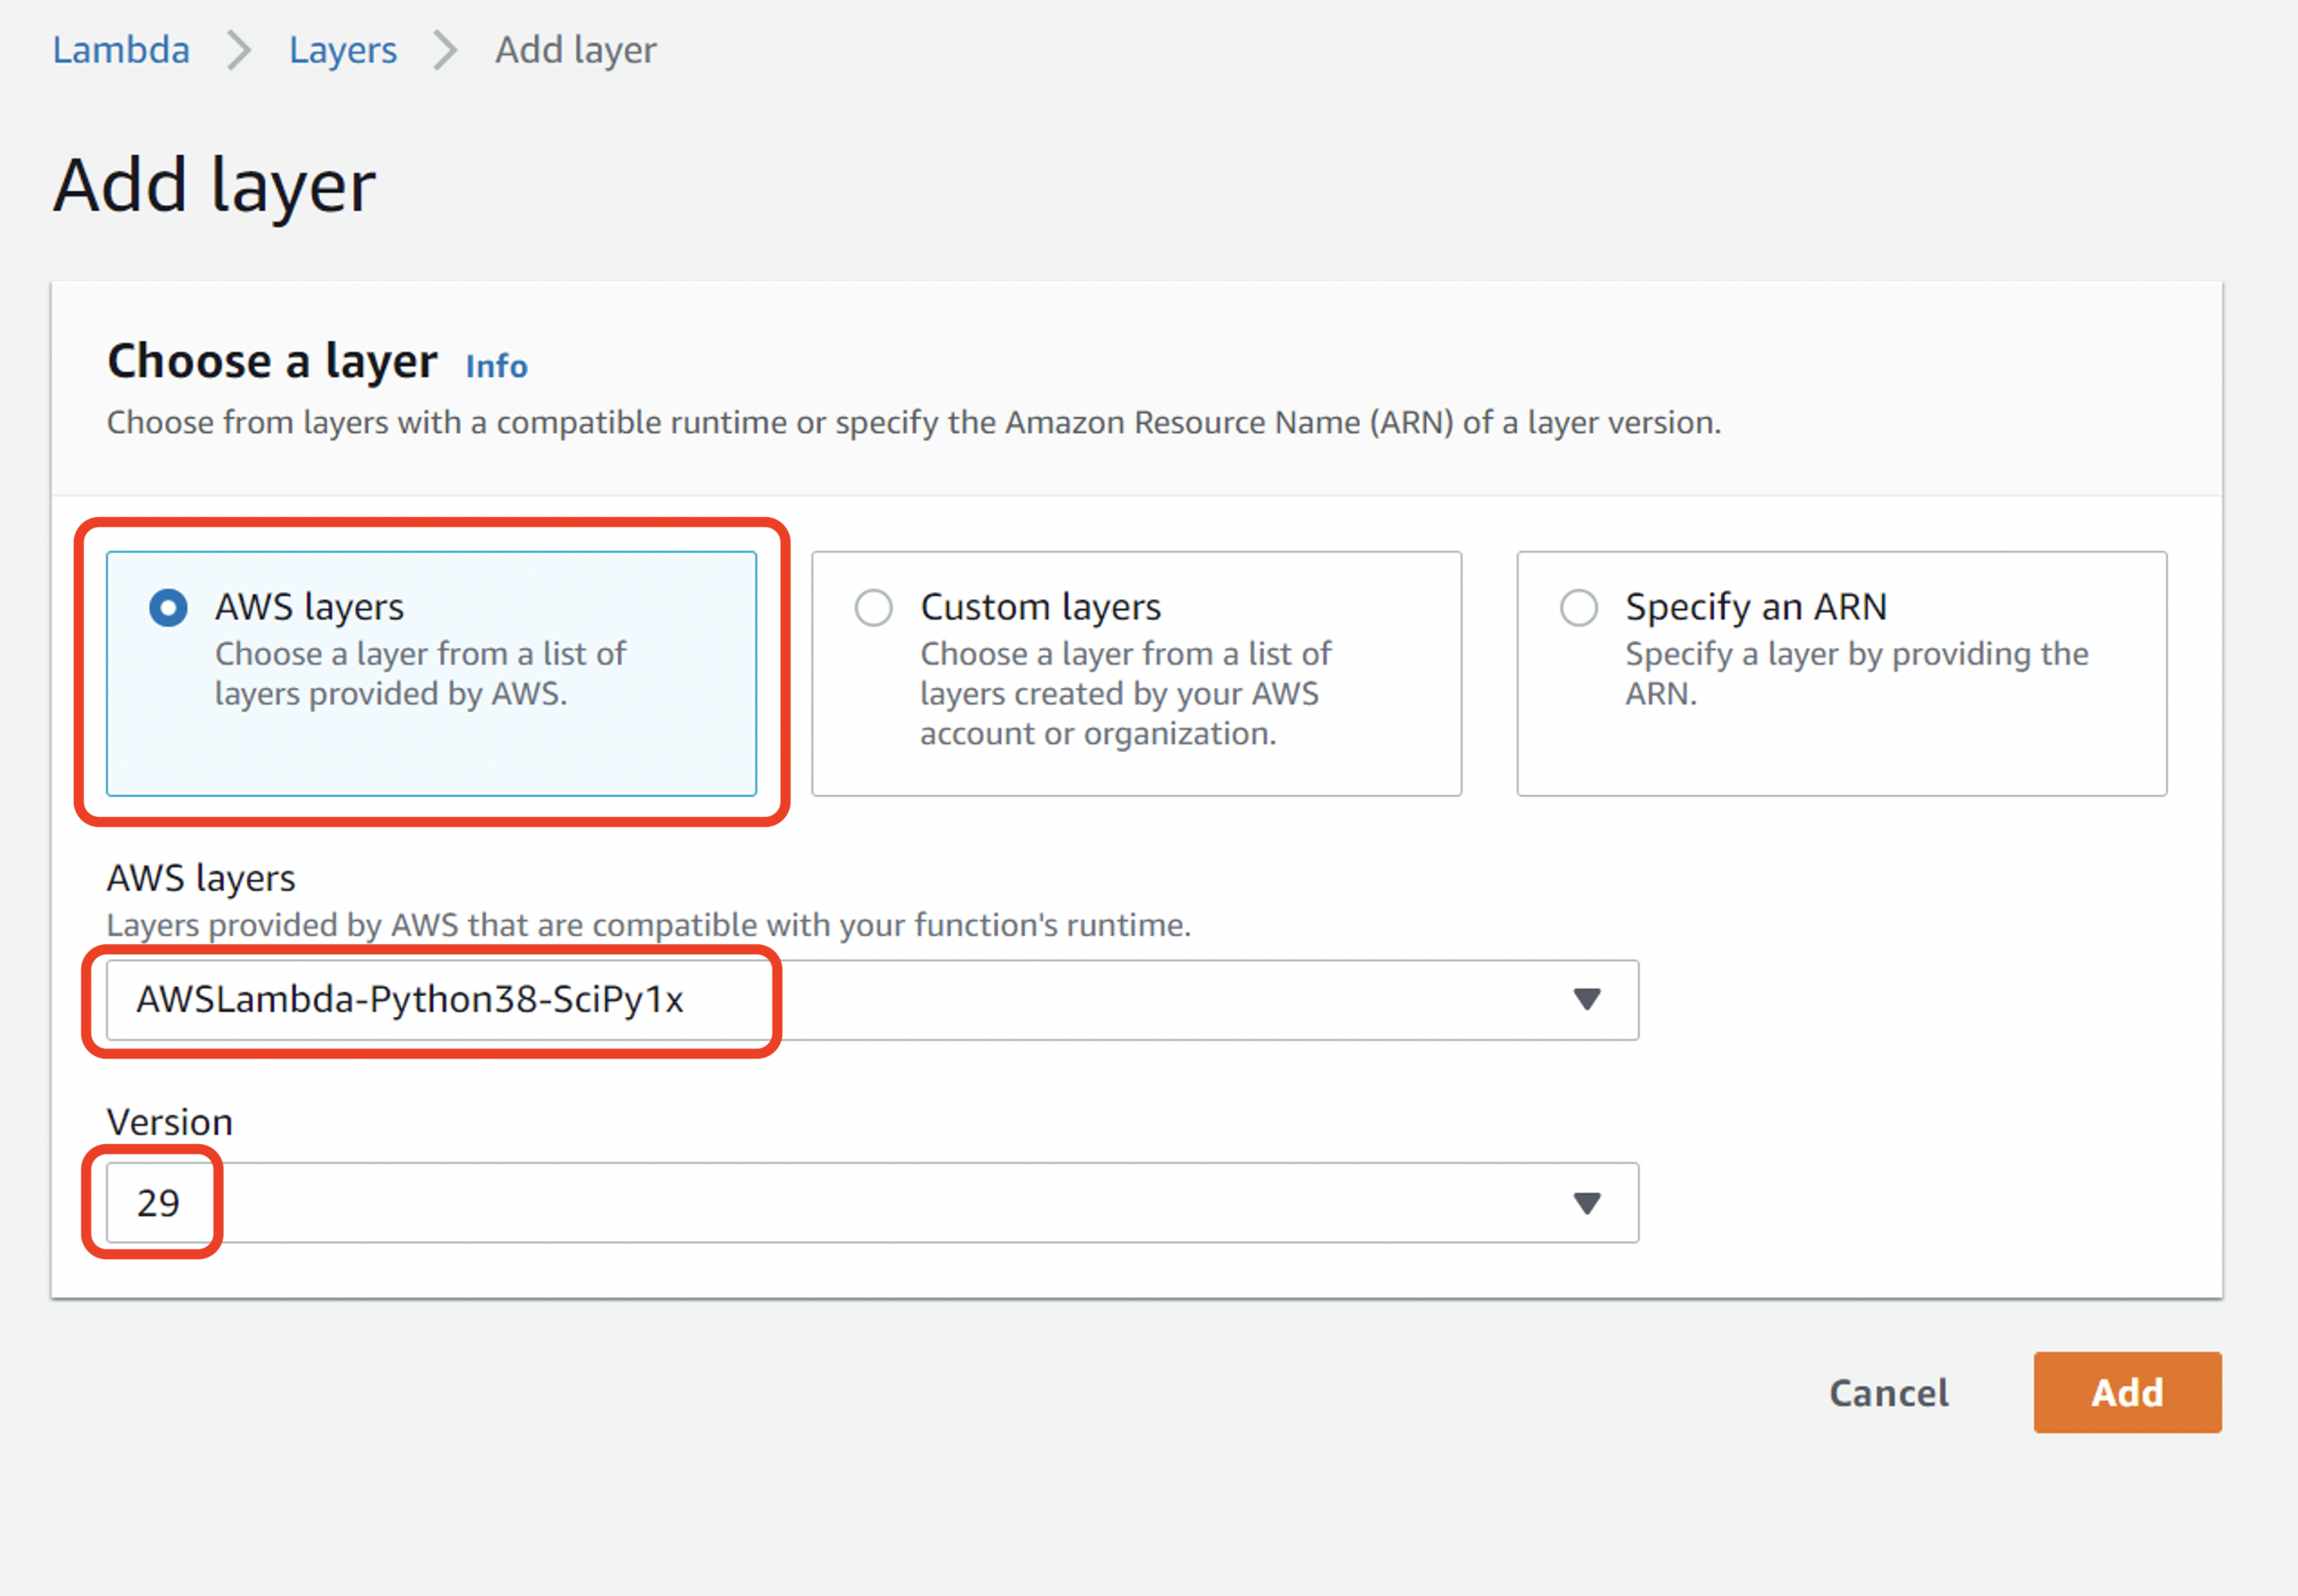 Lambda > Layers > Add layer
Add layer
Choose a layer Info
Choose from layers with a compatible runtime or specify the Amazon Resource Name (ARN) of a layer version.
AWS layers
Choose a layer from a list of
layers provided by AWS.
Custom layers
Choose a layer from a list of
layers created by your AWS
account or organization.
Specify an ARN
Specify a layer by providing the
ARN.
AWS layers
Layers provided by AWS that are compatible with your function's runtime.
AWSLambda-Python38-SciPy1x
Version
29
Cancel Add